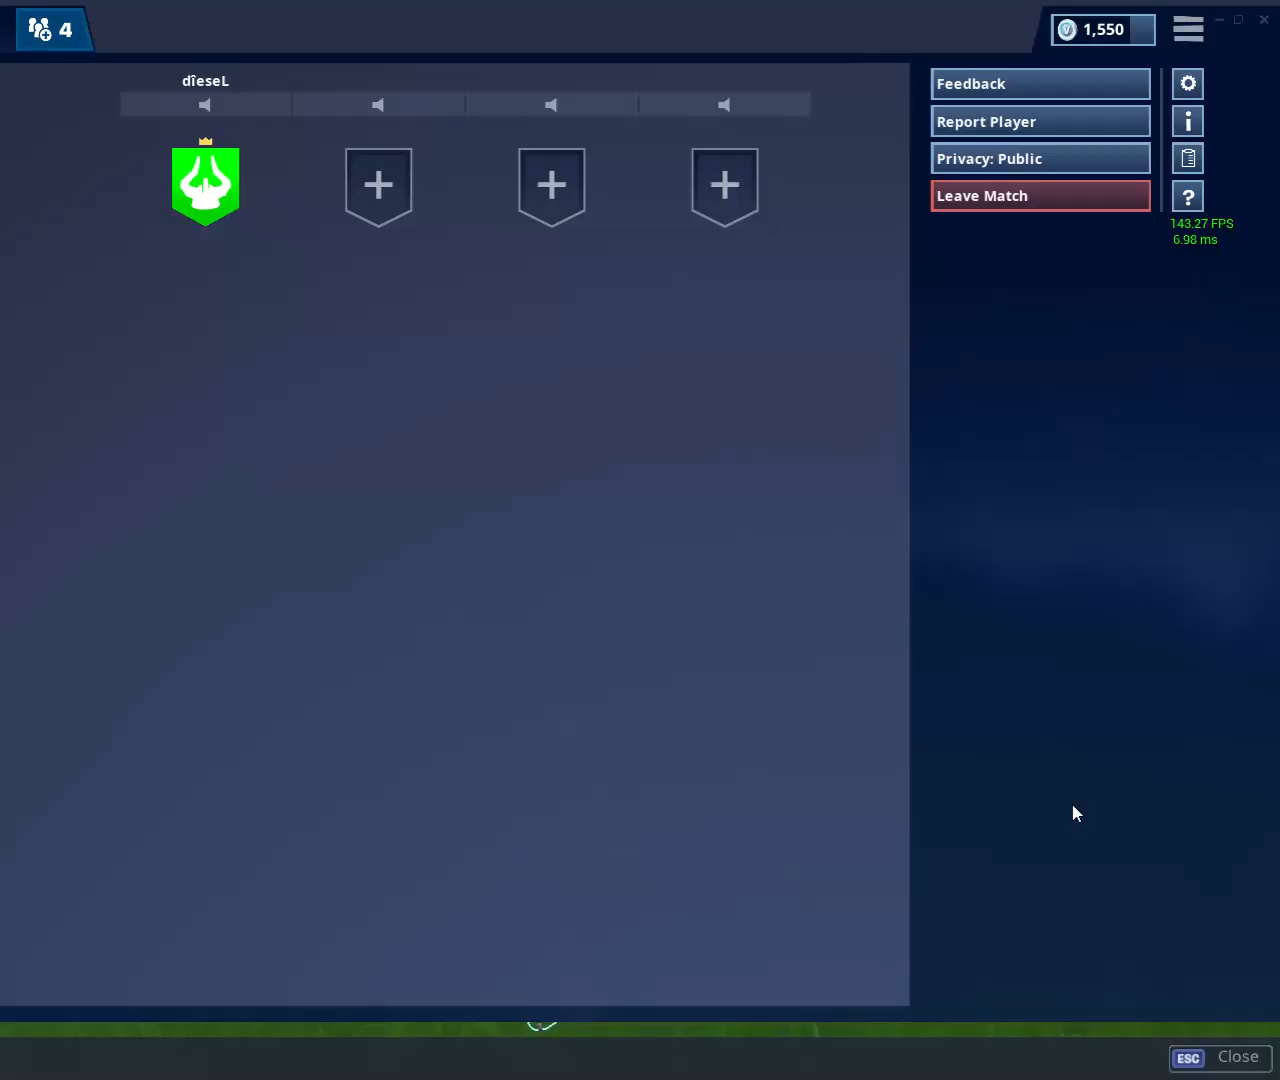 4
1,550
dîeseL
Feedback
Report Player
Privacy: Public
Leave Match
143.27 FPS
6.98 ms
ESC Close